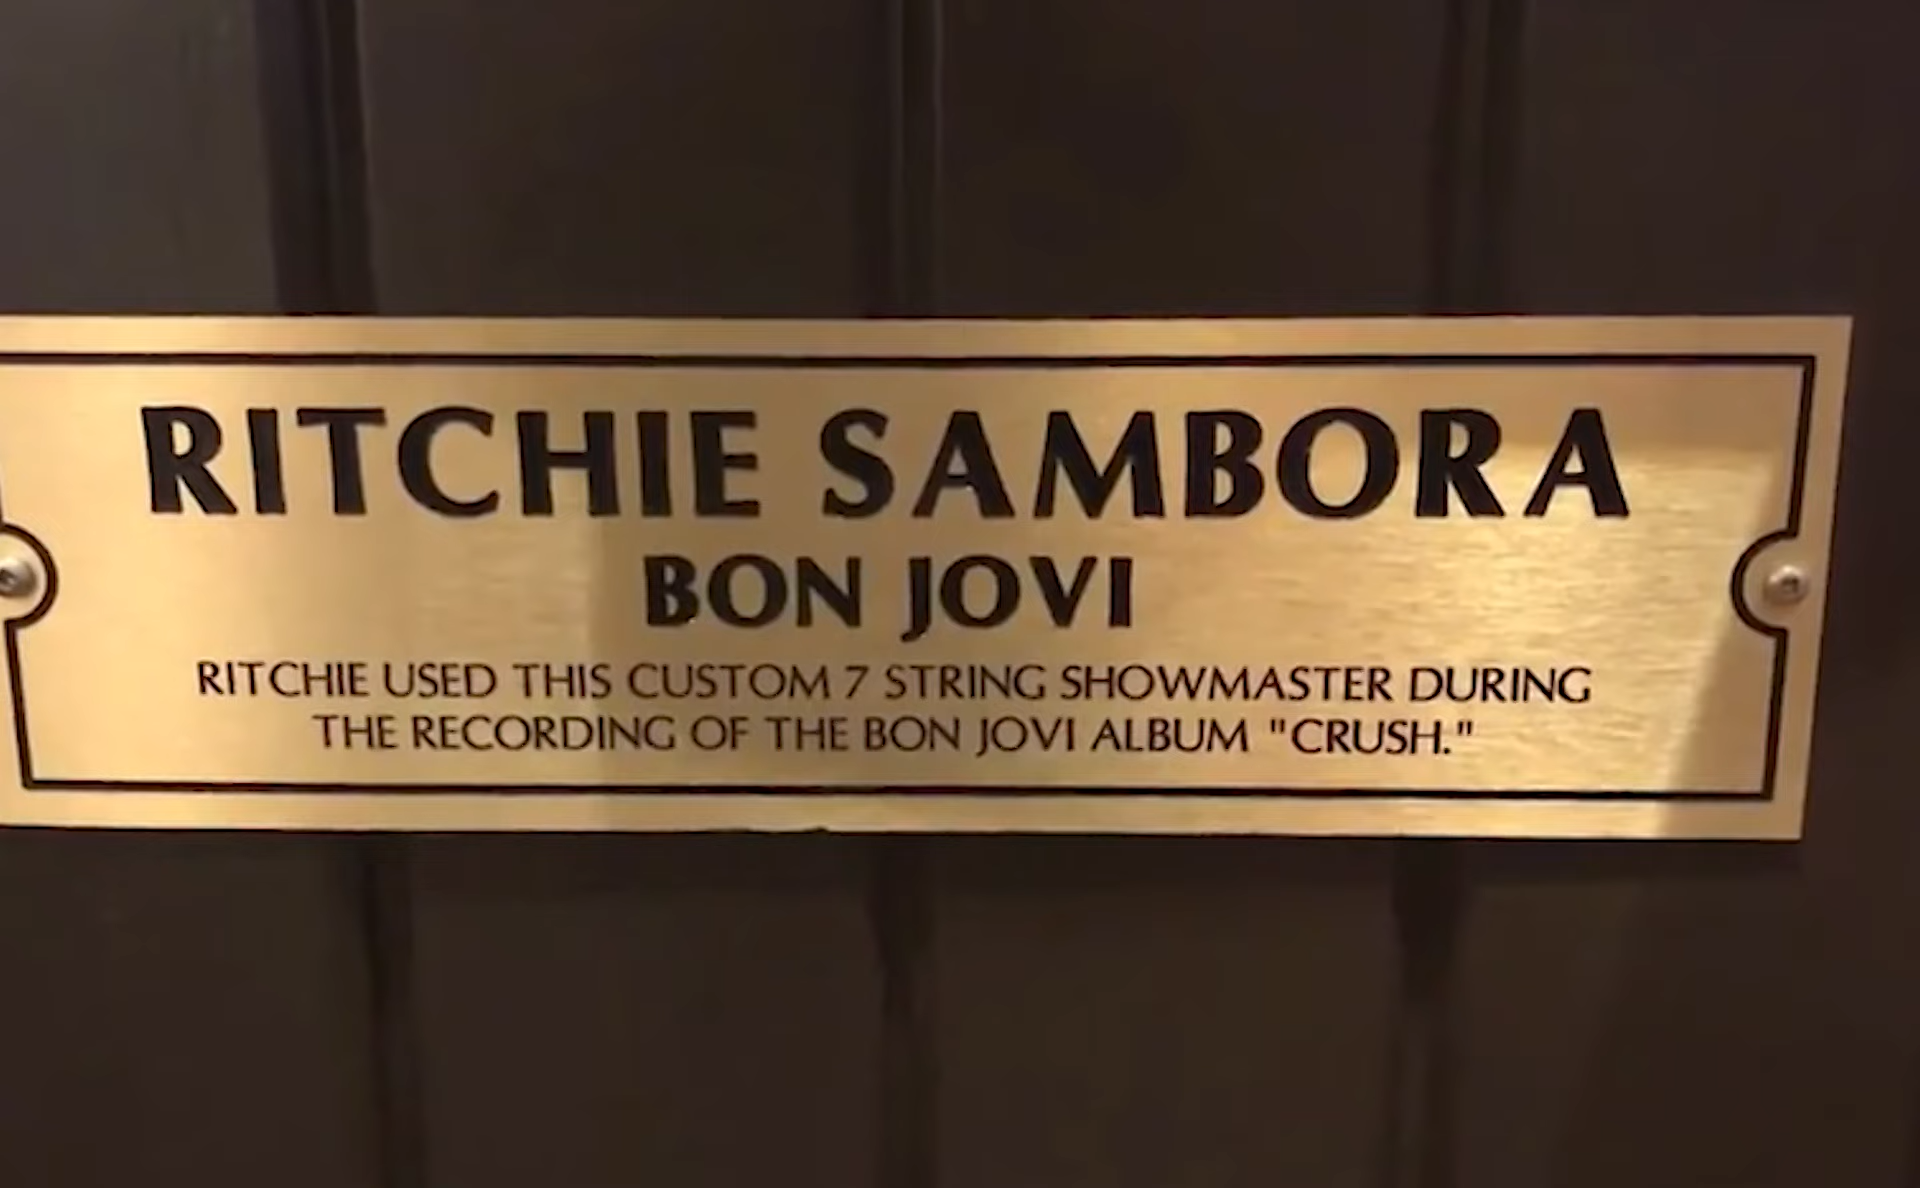 RITCHIE SAMBORA
BON JOVI
RITCHIE USED THIS CUSTOM 7 STRING SHOWMASTER DURING
THE RECORDING OF THE BON JOVI ALBUM "CRUSH."